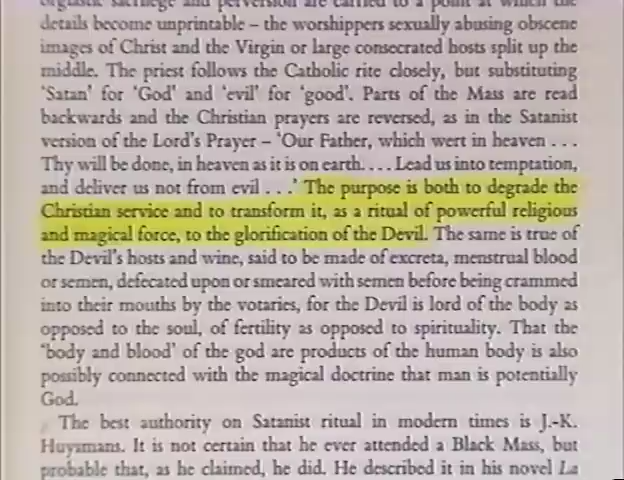 orgiastic sacrilege and perversion are carried to a point at which the
details become unprintable – the worshippers sexually abusing obscene
images of Christ and the Virgin or large consecrated hosts split up the
middle. The priest follows the Catholic rite closely, but substituting
'Satan' for 'God' and 'evil' for 'good'. Parts of the Mass are read
backwards and the Christian prayers are reversed, as in the Satanist
version of the Lord's Prayer – 'Our Father, which wert in heaven . . .
Thy will be done, in heaven as it is on earth. . . . Lead us into temptation,
and deliver us not from evil . . .' The purpose is both to degrade the
Christian service and to transform it, as a ritual of powerful religious
and magical force, to the glorification of the Devil. The same is true of
the Devil's hosts and wine, said to be made of excreta, menstrual blood
or semen, defecated upon or smeared with semen before being crammed
into their mouths by the votaries, for the Devil is lord of the body as
opposed to the soul, of fertility as opposed to spirituality. That the
'body and blood' of the god are products of the human body is also
possibly connected with the magical doctrine that man is potentially
God.
The best authority on Satanist ritual in modern times is J.-K.
Huysmans. It is not certain that he ever attended a Black Mass, but
probable that, as he claimed, he did. He described it in his novel La